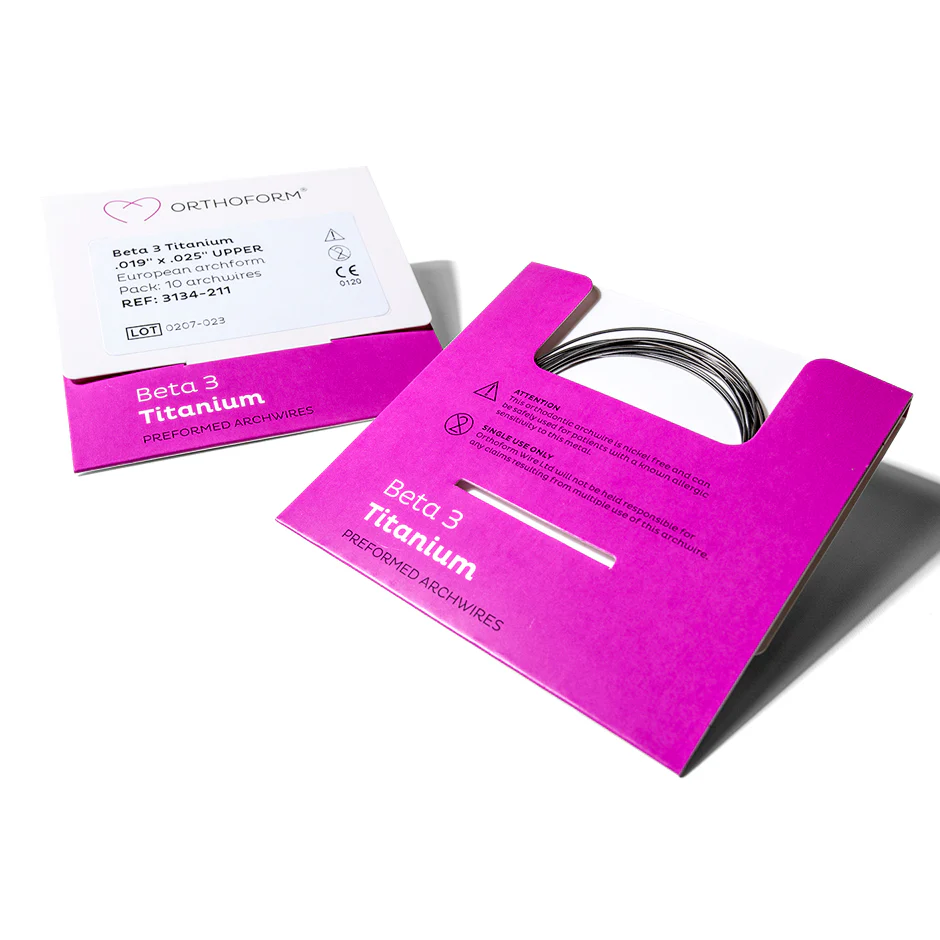 ORTHOFORM®
Beta 3 Titanium
.019" x .025" UPPER
European archform
Pack: 10 archwires
REF: 3134-211
LOT 0207-023
CE
0120
Beta 3
Titanium
PREFORMED ARCHWIRES
ATTENTION
This orthodontic archwire is nickel free and can
be safely used for patients with a known allergic
sensitivity to this metal.
2
SINGLE USE ONLY
Orthoform Wire Ltd will not be held responsible for
any claims resulting from multiple use of this archwire.
Beta 3
Titanium
PREFORMED ARCHWIRES